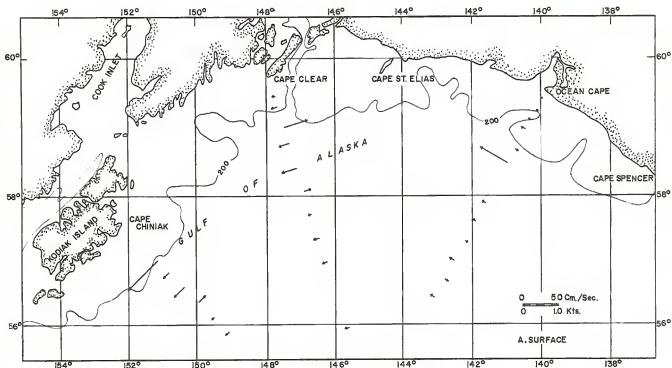 154° 152° 150° 148° 146° 144° 142° 140° 138°
60° 60°
COOK INLET
CAPE CLEAR
CAPE ST. ELIAS
OCEAN CAPE
200
200
GULF OF ALASKA
58° 58°
CAPE SPENCER
KODIAK ISLAND
CAPE
CHINIAK
0 50 Cm./Sec.
0 1.0 Kts.
56° 56°
A. SURFACE
154° 152° 150° 148° 146° 144° 142° 140° 138°